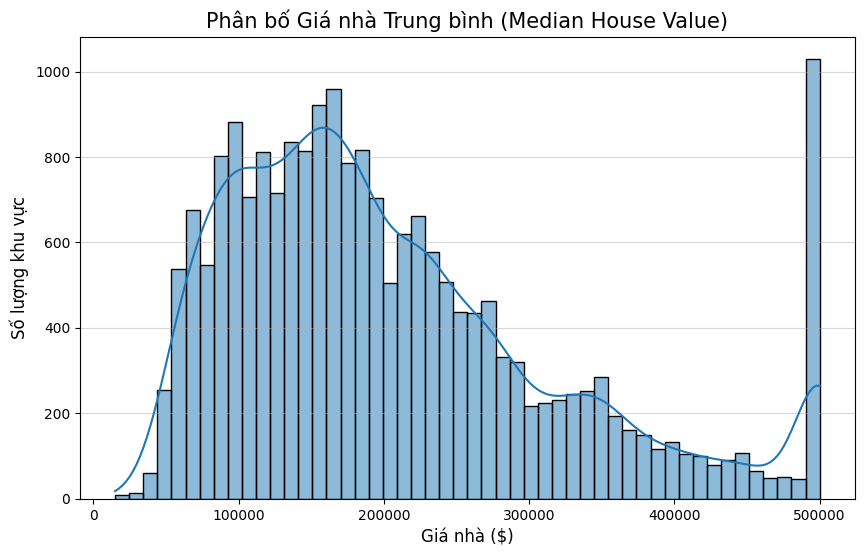 Phân bố Giá nhà Trung bình (Median House Value)
Số lượng khu vực
1000
800
600
400
200
0
0 100000 200000 300000 400000 500000
Giá nhà ($)